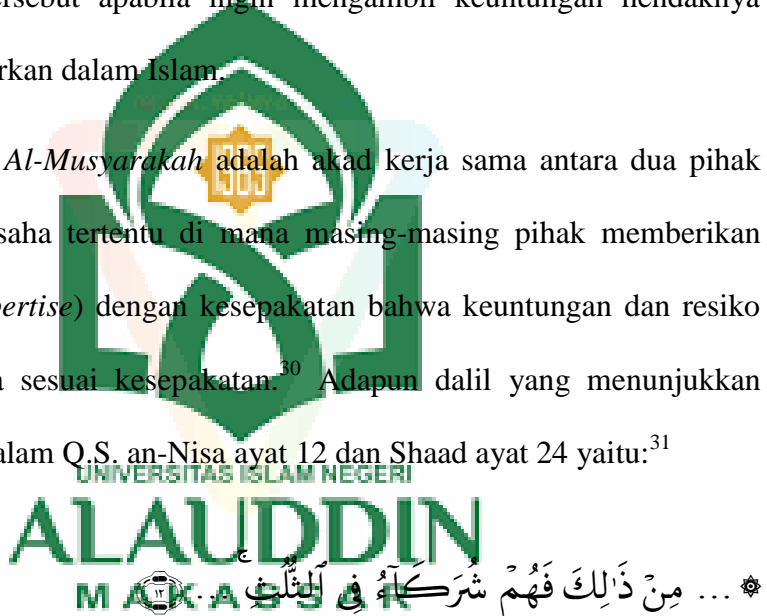 tersebut apabila ingin mengambil keuntungan hendaknya
rkan dalam Islam.
Al-Musyarakah adalah akad kerja sama antara dua pihak
saha tertentu di mana masing-masing pihak memberikan
pertise) dengan kesepakatan bahwa keuntungan dan resiko
sesuai kesepakatan.30 Adapun dalil yang menunjukkan
alam Q.S. an-Nisa ayat 12 dan Shaad ayat 24 yaitu:31
UNIVERSITAS ISLAM NEGERI
ALAUDDIN
MAKASSAR
۞ ... مِنْ ذَٰلِكَ فَهُمْ شُرَكَآءُ فِي ٱلثُّلُثِۚ ... ١٢